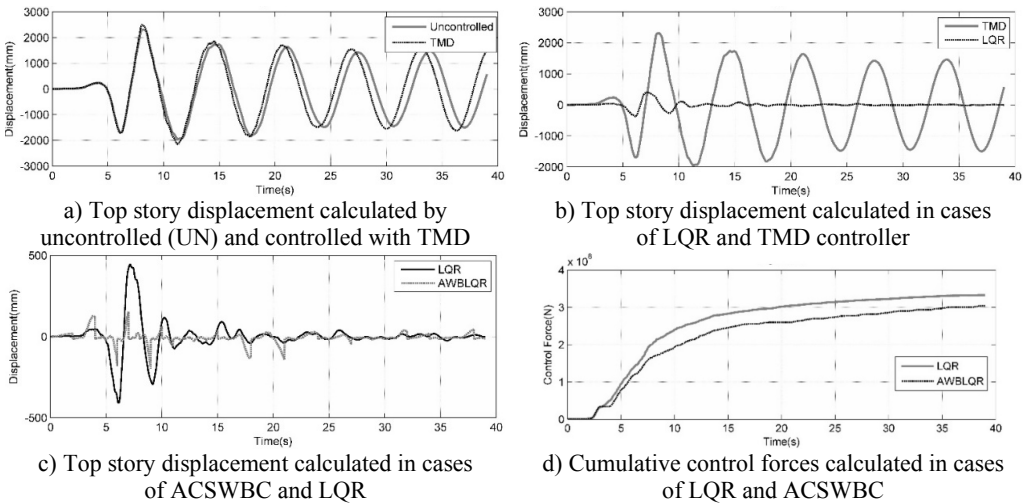 3000
2000
1000
0
-1000
-2000
3000
0 5 10 15 20 25 30 35 40
Displacement(mm)
Time(s)
Uncontrolled
TMD
a) Top story displacement calculated by
uncontrolled (UN) and controlled with TMD
3000
2000
1000
0
-1000
-2000
0 5 10 15 20 25 30 35 40
Displacement(mm)
Time(s)
TMD
LQR
b) Top story displacement calculated in cases
of LQR and TMD controller
500
0
-500
0 5 10 15 20 25 30 35 40
Displacement(mm)
Time(s)
LQR
AWBLQR
c) Top story displacement calculated in cases
of ACSWBC and LQR
x 10
4
3
2
1
0
0 5 10 15 20 25 30 35 40
Control Force(N)
Time(s)
LQR
AWBLQR
d) Cumulative control forces calculated in cases
of LQR and ACSWBC